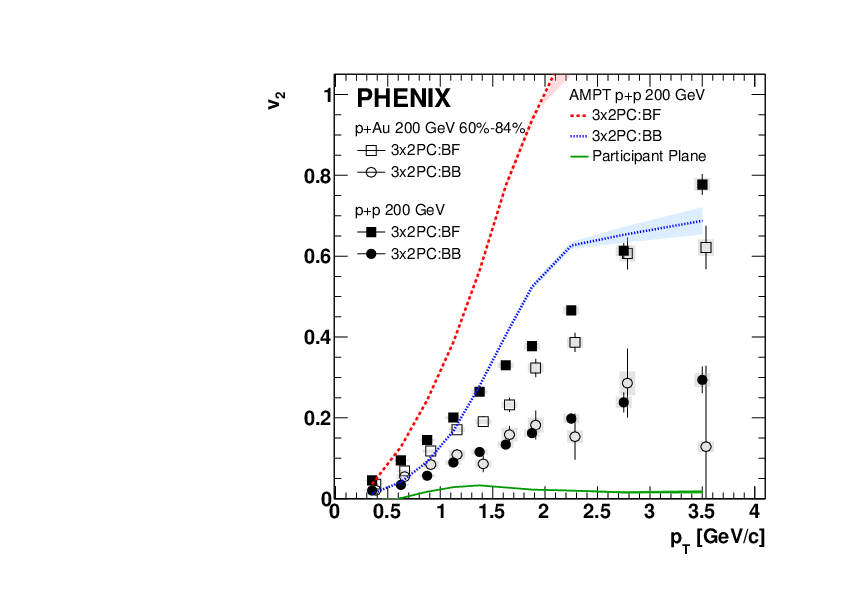 v2
1
0.8
0.6
0.4
0.2
0
PHENIX
p+Au 200 GeV 60%-84%
3x2PC:BF
3x2PC:BB
p+p 200 GeV
3x2PC:BF
3x2PC:BB
AMPT p+p 200 GeV
3x2PC:BF
3x2PC:BB
Participant Plane
0 0.5 1 1.5 2 2.5 3 3.5 4
pT [GeV/c]